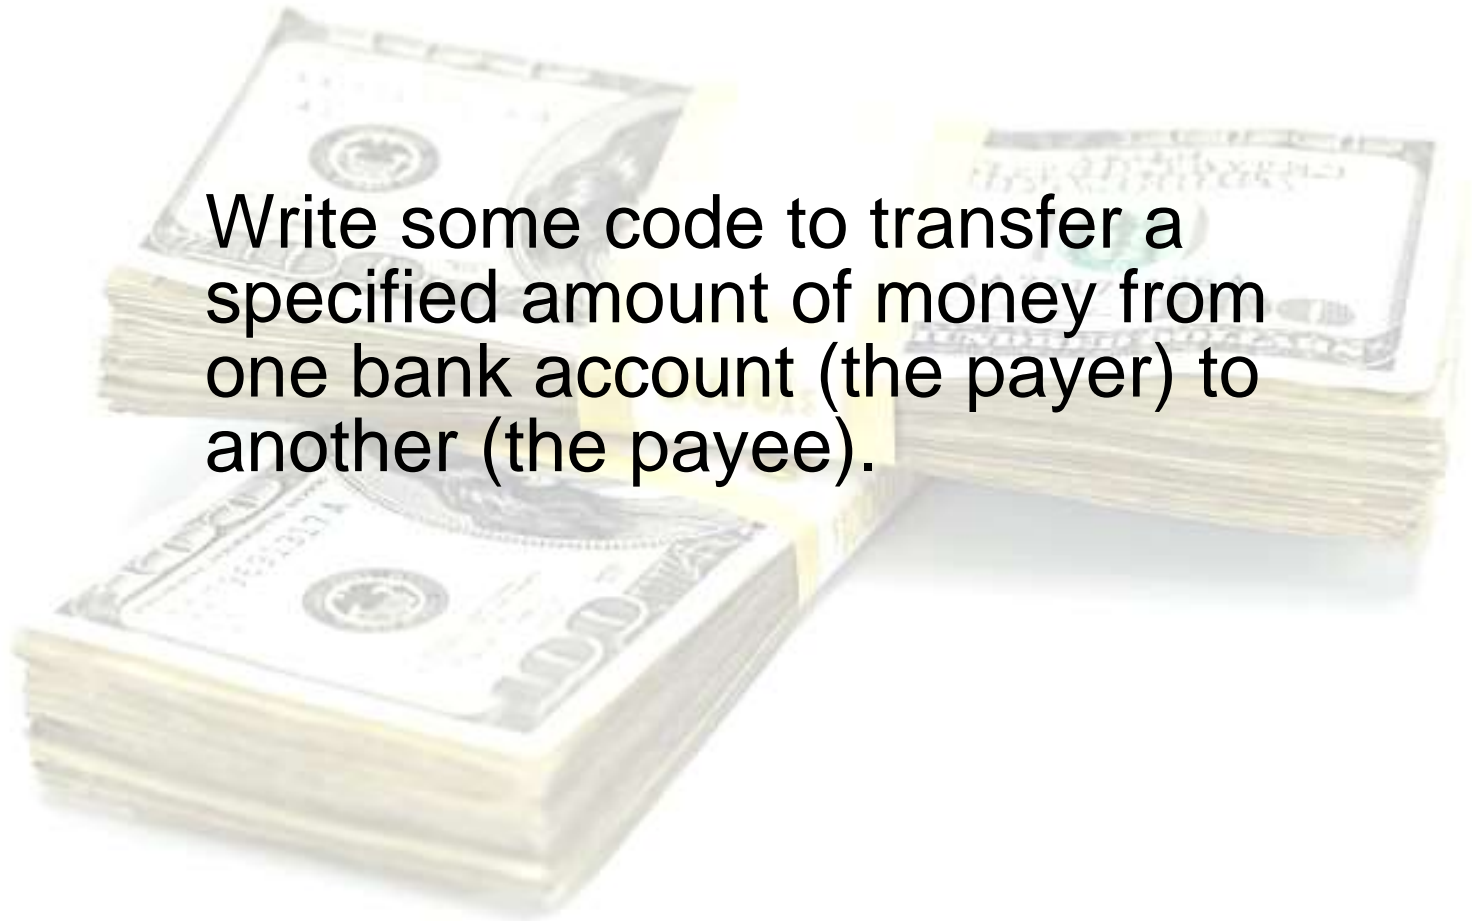 Write some code to transfer a
specified amount of money from
one bank account (the payer) to
another (the payee).